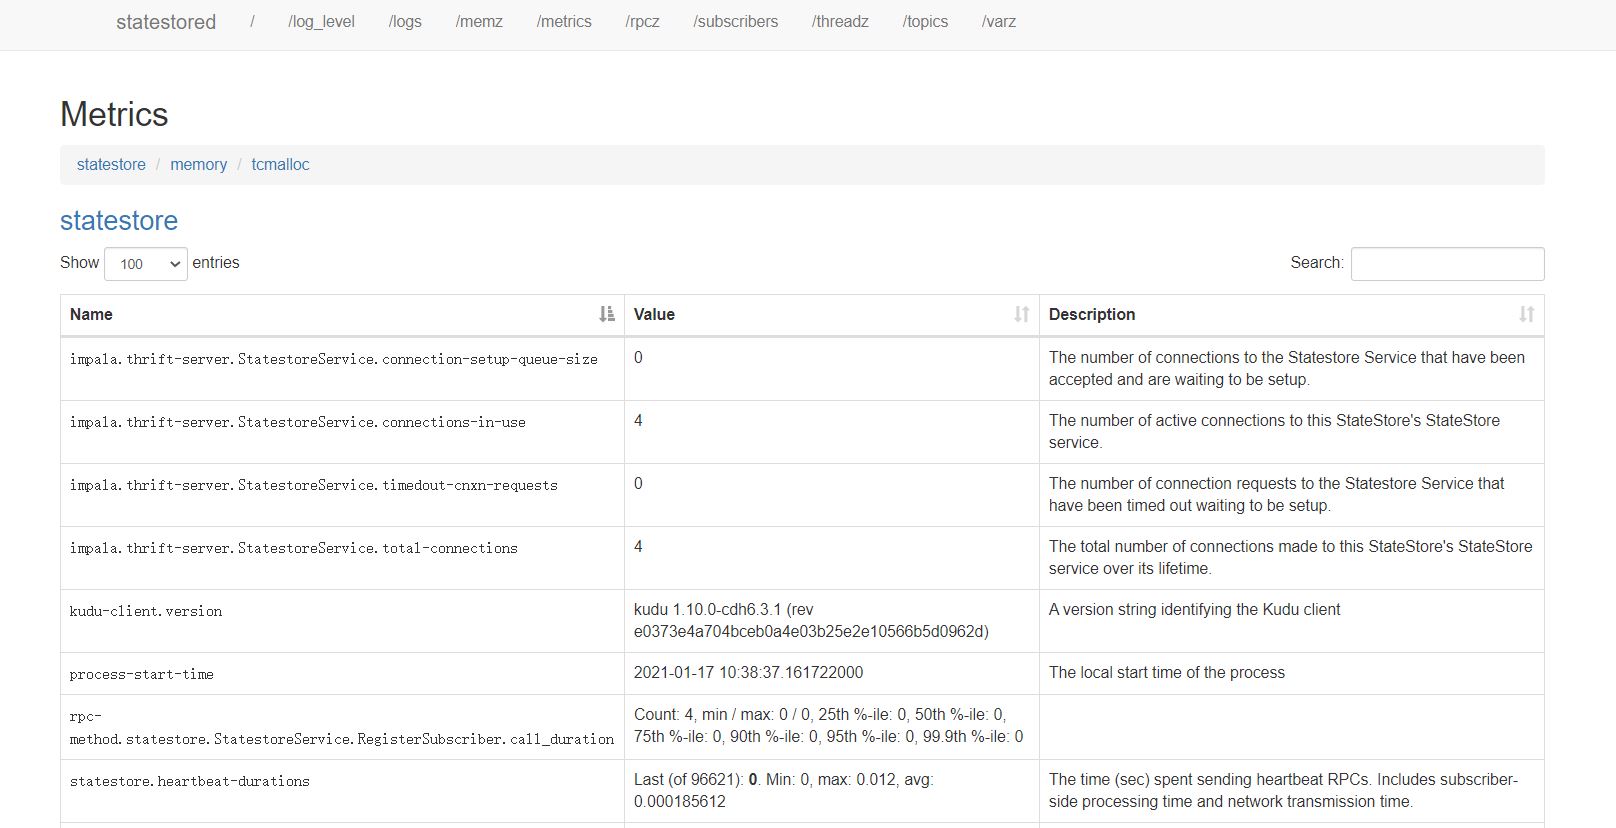 statestored / /log_level /logs /memz /metrics /rpcz /subscribers /threadz /topics /varz
Metrics
statestore / memory / tcmalloc
statestore
Show 100 entries Search:
Name Value Description
impala.thrift-server.StatestoreService.connection-setup-queue-size 0 The number of connections to the Statestore Service that have been
accepted and are waiting to be setup.
impala.thrift-server.StatestoreService.connections-in-use 4 The number of active connections to this StateStore's StateStore
service.
impala.thrift-server.StatestoreService.timedout-cnxn-requests 0 The number of connection requests to the Statestore Service that
have been timed out waiting to be setup.
impala.thrift-server.StatestoreService.total-connections 4 The total number of connections made to this StateStore's StateStore
service over its lifetime.
kudu-client.version kudu 1.10.0-cdh6.3.1 (rev A version string identifying the Kudu client
e0373e4a704bceb0a4e03b25e2e10566b5d0962d)
process-start-time 2021-01-17 10:38:37.161722000 The local start time of the process
rpc- Count: 4, min / max: 0 / 0, 25th %-ile: 0, 50th %-ile: 0,
method.statestore.StatestoreService.RegisterSubscriber.call_duration 75th %-ile: 0, 90th %-ile: 0, 95th %-ile: 0, 99.9th %-ile: 0
statestore.heartbeat-durations Last (of 96621): 0. Min: 0, max: 0.012, avg: The time (sec) spent sending heartbeat RPCs. Includes subscriber-
0.000185612 side processing time and network transmission time.